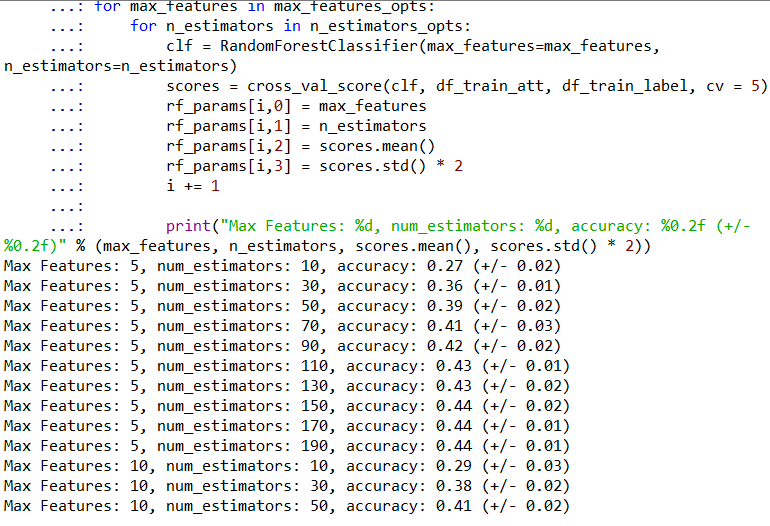 ...: for max_features in max_features_opts:
...:     for n_estimators in n_estimators_opts:
...:         clf = RandomForestClassifier(max_features=max_features,
n_estimators=n_estimators)
...:         scores = cross_val_score(clf, df_train_att, df_train_label, cv = 5)
...:         rf_params[i,0] = max_features
...:         rf_params[i,1] = n_estimators
...:         rf_params[i,2] = scores.mean()
...:         rf_params[i,3] = scores.std() * 2
...:         i += 1
...:
...:         print("Max Features: %d, num_estimators: %d, accuracy: %0.2f (+/-
%0.2f)" % (max_features, n_estimators, scores.mean(), scores.std() * 2))
Max Features: 5, num_estimators: 10, accuracy: 0.27 (+/- 0.02)
Max Features: 5, num_estimators: 30, accuracy: 0.36 (+/- 0.01)
Max Features: 5, num_estimators: 50, accuracy: 0.39 (+/- 0.02)
Max Features: 5, num_estimators: 70, accuracy: 0.41 (+/- 0.03)
Max Features: 5, num_estimators: 90, accuracy: 0.42 (+/- 0.02)
Max Features: 5, num_estimators: 110, accuracy: 0.43 (+/- 0.01)
Max Features: 5, num_estimators: 130, accuracy: 0.43 (+/- 0.02)
Max Features: 5, num_estimators: 150, accuracy: 0.44 (+/- 0.02)
Max Features: 5, num_estimators: 170, accuracy: 0.44 (+/- 0.01)
Max Features: 5, num_estimators: 190, accuracy: 0.44 (+/- 0.01)
Max Features: 10, num_estimators: 10, accuracy: 0.29 (+/- 0.03)
Max Features: 10, num_estimators: 30, accuracy: 0.38 (+/- 0.02)
Max Features: 10, num_estimators: 50, accuracy: 0.41 (+/- 0.02)